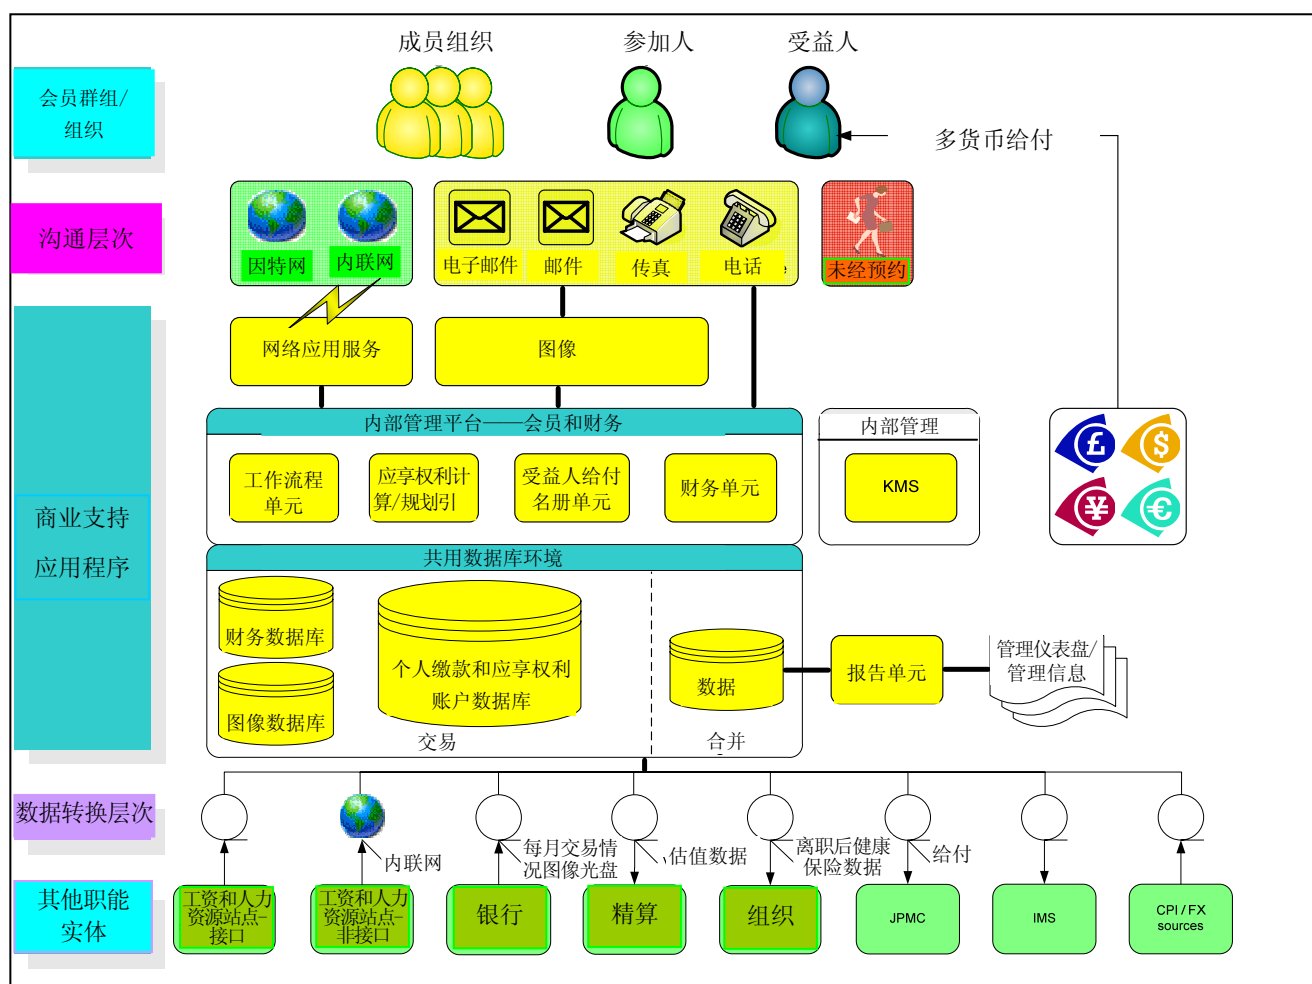 成员组织
参加人
受益人
会员群组/
组织
多货币给付
沟通层次
因特网
内联网
电子邮件
邮件
传真
电话
未经预约
网络应用服务
图像
内部管理平台——会员和财务
内部管理
工作流程
单元
应享权利计
算/规划引
受益人给付
名册单元
财务单元
KMS
£
$
¥
€
商业支持
应用程序
共用数据库环境
财务数据库
图像数据库
个人缴款和应享权利
账户数据库
数据
报告单元
管理仪表盘/
管理信息
交易
合并
数据转换层次
内联网
每月交易情
况图像光盘
估值数据
离职后健康
保险数据
给付
其他职能
实体
工资和人力
资源站点-
接口
工资和人力
资源站点-
非接口
银行
精算
组织
JPMC
IMS
CPI / FX
sources